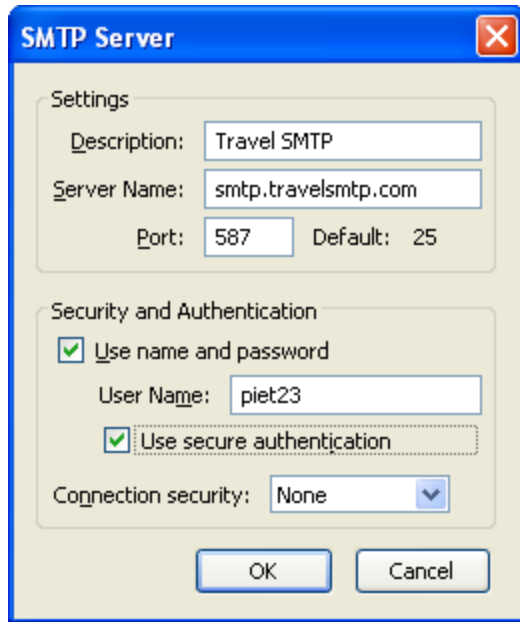 SMTP Server
Settings
Description: Travel SMTP
Server Name: smtp.travelsmtp.com
Port: 587 Default: 25
Security and Authentication
Use name and password
User Name: piet23
Use secure authentication
Connection security: None
OK Cancel